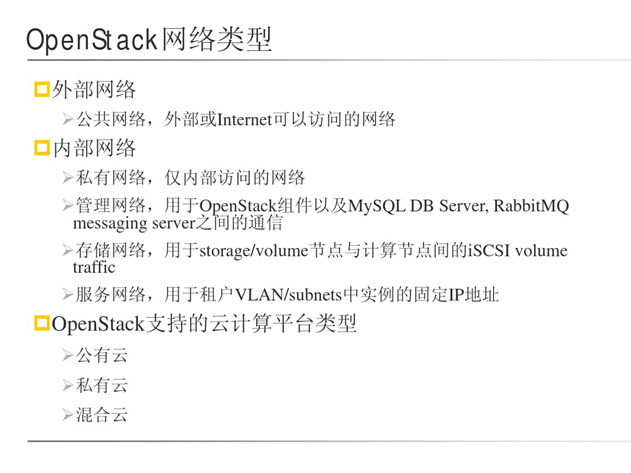 OpenStack网络类型
外部网络
公共网络，外部或Internet可以访问的网络
内部网络
私有网络，仅内部访问的网络
管理网络，用于OpenStack组件以及MySQL DB Server, RabbitMQ
messaging server之间的通信
存储网络，用于storage/volume节点与计算节点间的iSCSI volume
traffic
服务网络，用于租户VLAN/subnets中实例的固定IP地址
OpenStack支持的云计算平台类型
公有云
私有云
混合云